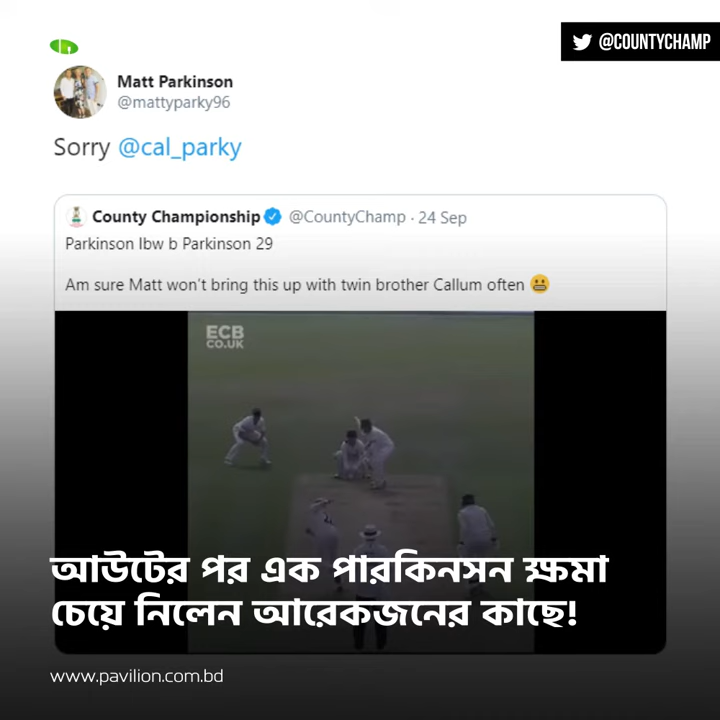 @COUNTYCHAMP
Matt Parkinson
@mattyparky96
Sorry @cal_parky
County Championship @CountyChamp · 24 Sep
Parkinson lbw b Parkinson 29
Am sure Matt won't bring this up with twin brother Callum often 😬
ECB
CO.UK
আউটের পর এক পারকিনসন ক্ষমা
চেয়ে নিলেন আরেকজনের কাছে!
www.pavilion.com.bd